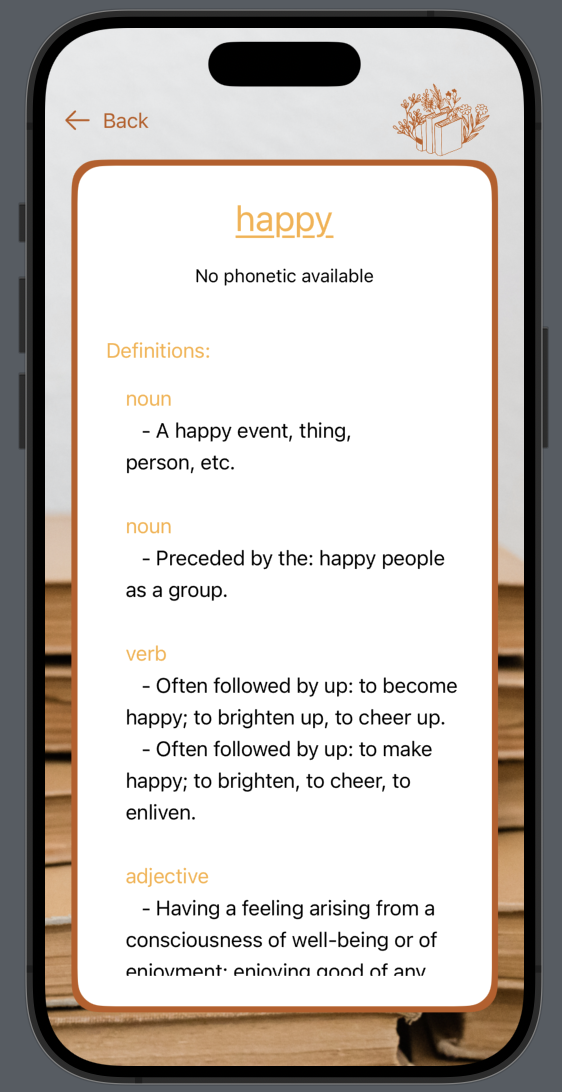 Back
happy
No phonetic available
Definitions:
noun
- A happy event, thing,
person, etc.
noun
- Preceded by the: happy people
as a group.
verb
- Often followed by up: to become
happy; to brighten up, to cheer up.
- Often followed by up: to make
happy; to brighten, to cheer, to
enliven.
adjective
- Having a feeling arising from a
consciousness of well-being or of
enjoyment; enjoying good of any